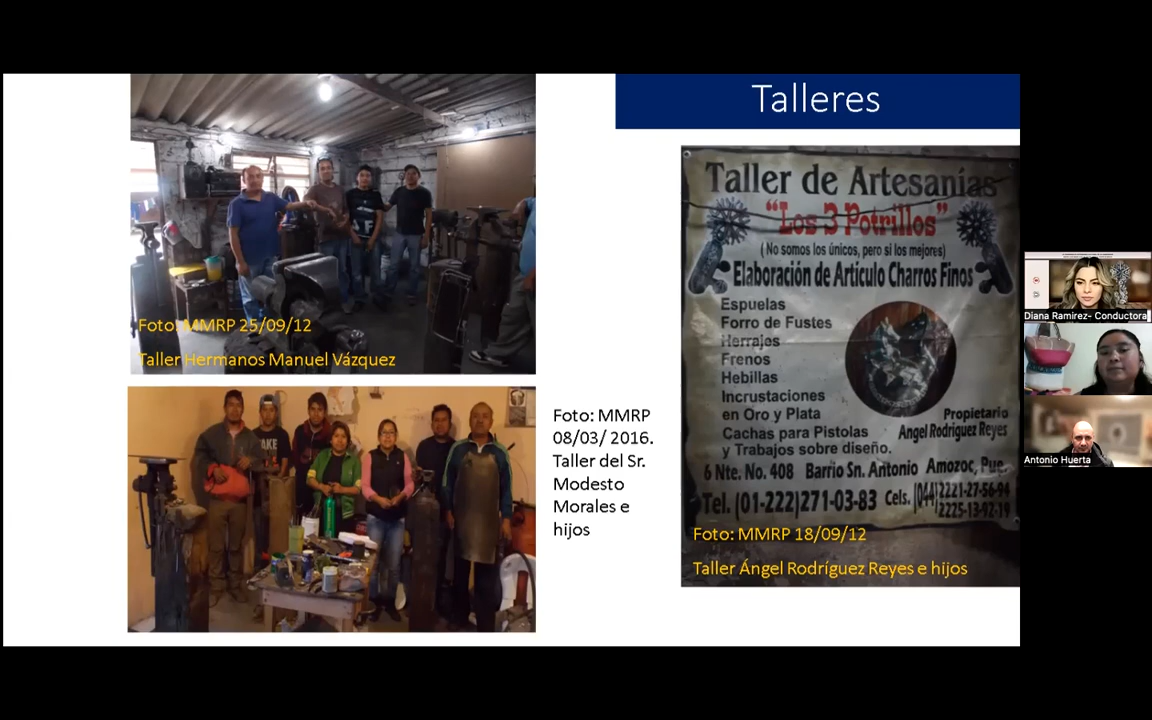 Talleres
Foto: MMRP 25/09/12
Taller Hermanos Manuel Vázquez
Foto: MMRP
08/03/ 2016.
Taller del Sr.
Modesto
Morales e
hijos
Taller de Artesanías
"Los 3 Potrillos"
(No somos los únicos, pero si los mejores)
Elaboración de Artículo Charros Finos
Espuelas
Forro de Fustes
Herrajes
Frenos
Hebillas
Incrustaciones
en Oro y Plata
Cachas para Pistolas
y Trabajos sobre diseño.
Propietario
Angel Rodríguez Reyes
6 Nte. No. 408 Barrio Sn. Antonio Amozoc, Pue.
Tel. (01-222)271-03-83 Cels. (044)2221-27-56-94
2225-13-92-19
Foto: MMRP 18/09/12
Taller Ángel Rodríguez Reyes e hijos
Diana Ramirez- Conductora
Antonio Huerta